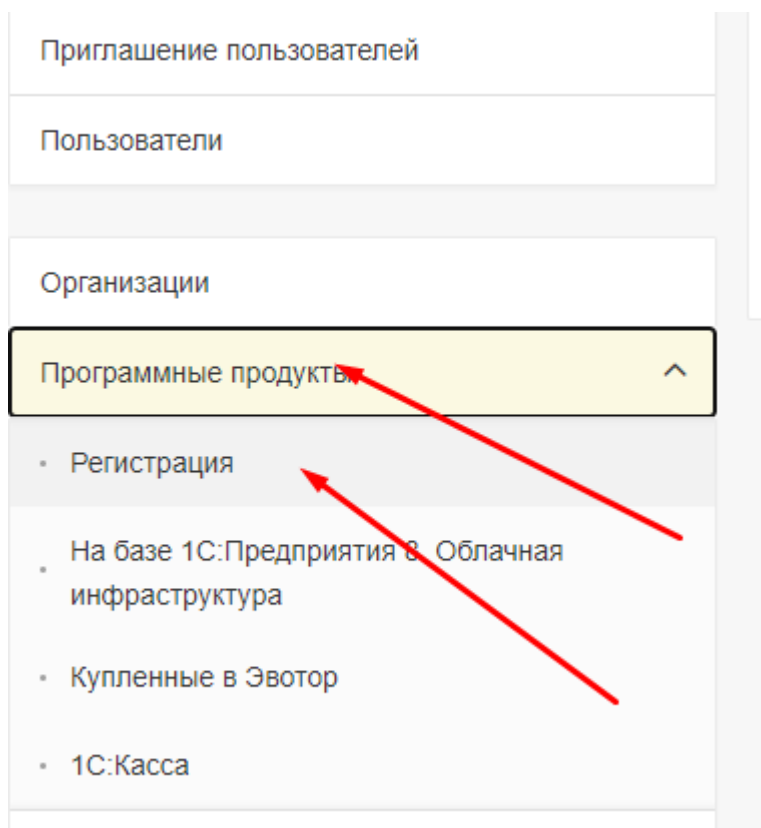 Приглашение пользователей
Пользователи
Организации
Программные продукты
Регистрация
На базе 1С:Предприятия 8 Облачная
инфраструктура
Купленные в Эвотор
1С:Касса